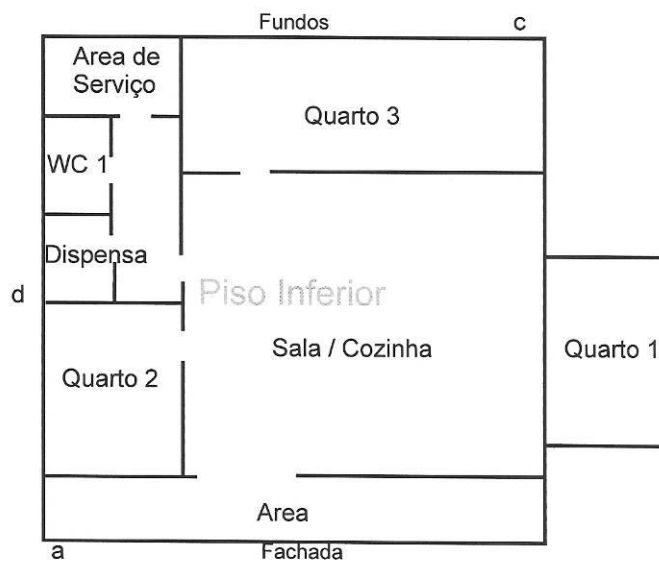 Fundos
c
Area de
Serviço
Quarto 3
WC 1
Dispensa
d
Piso Inferior
Sala / Cozinha
Quarto 1
Quarto 2
Area
a
Fachada